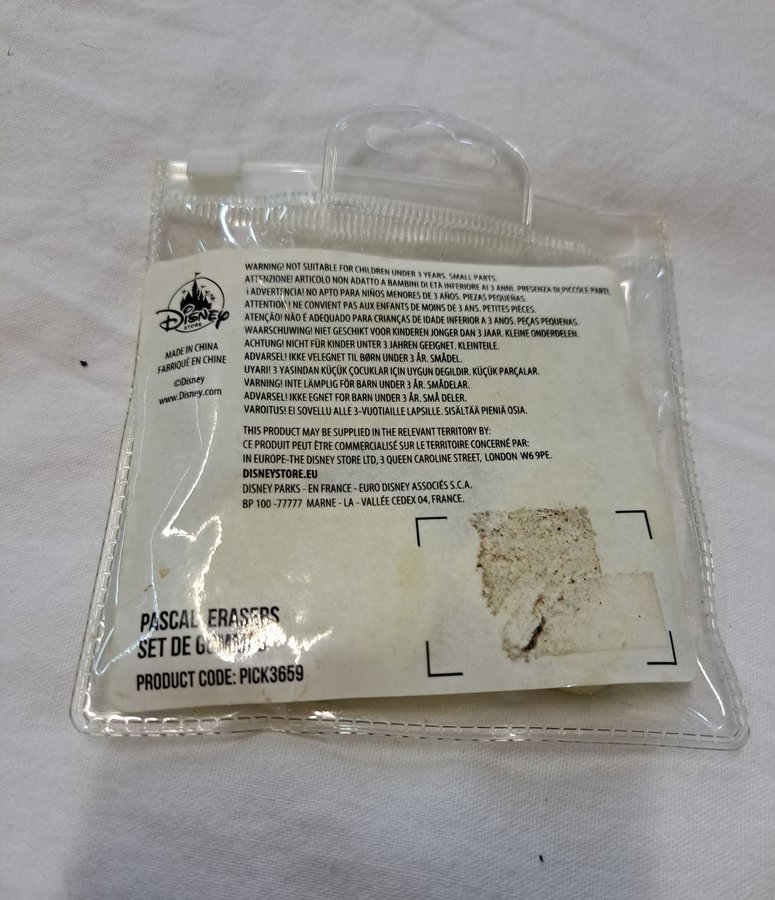 WARNING! NOT SUITABLE FOR CHILDREN UNDER 3 YEARS. SMALL PARTS.
ATTENZIONE! ARTICOLO NON ADATTO A BAMBINI DI ETÀ INFERIORE AI 3 ANNI. PRESENZA DI PICCOLE PARTI.
¡ ADVERTENCIA! NO APTO PARA NIÑOS MENORES DE 3 AÑOS. PIEZAS PEQUEÑAS.
ATTENTION ! NE CONVIENT PAS AUX ENFANTS DE MOINS DE 3 ANS. PETITES PIÈCES.
ATENÇÃO! NÃO É ADEQUADO PARA CRIANÇAS DE IDADE INFERIOR A 3 ANOS. PEÇAS PEQUENAS.
WAARSCHUWING! NIET GESCHIKT VOOR KINDEREN JONGER DAN 3 JAAR. KLEINE ONDERDELEN.
ACHTUNG! NICHT FÜR KINDER UNTER 3 JAHREN GEEIGNET. KLEINTEILE.
ADVARSEL! IKKE VELEGNET TIL BØRN UNDER 3 ÅR. SMÅDEL.
UYARI! 3 YASINDAN KÜÇÜK ÇOCUKLAR IÇIN UYGUN DEGILDIR. KÜÇÜK PARÇALAR.
VARNING! INTE LÄMPLIG FÖR BARN UNDER 3 ÅR. SMÅDELAR.
ADVARSEL! IKKE EGNET FOR BARN UNDER 3 ÅR. SMÅ DELER.
VAROITUS! EI SOVELLU ALLE 3-VUOTIAILLE LAPSILLE. SISÄLTÄÄ PIENIÄ OSIA.
Disney
STORE
MADE IN CHINA
FABRIQUÉ EN CHINE
©Disney
www.Disney.com
THIS PRODUCT MAY BE SUPPLIED IN THE RELEVANT TERRITORY BY:
CE PRODUIT PEUT ÊTRE COMMERCIALISÉ SUR LE TERRITOIRE CONCERNÉ PAR:
IN EUROPE-THE DISNEY STORE LTD, 3 QUEEN CAROLINE STREET, LONDON W6 9PE.
DISNEYSTORE.EU
DISNEY PARKS - EN FRANCE - EURO DISNEY ASSOCIÉS S.C.A.
BP 100 -77777 MARNE - LA - VALLÉE CEDEX 04, FRANCE.
PASCAL ERASERS
SET DE GOMMES
PRODUCT CODE: PICK3659